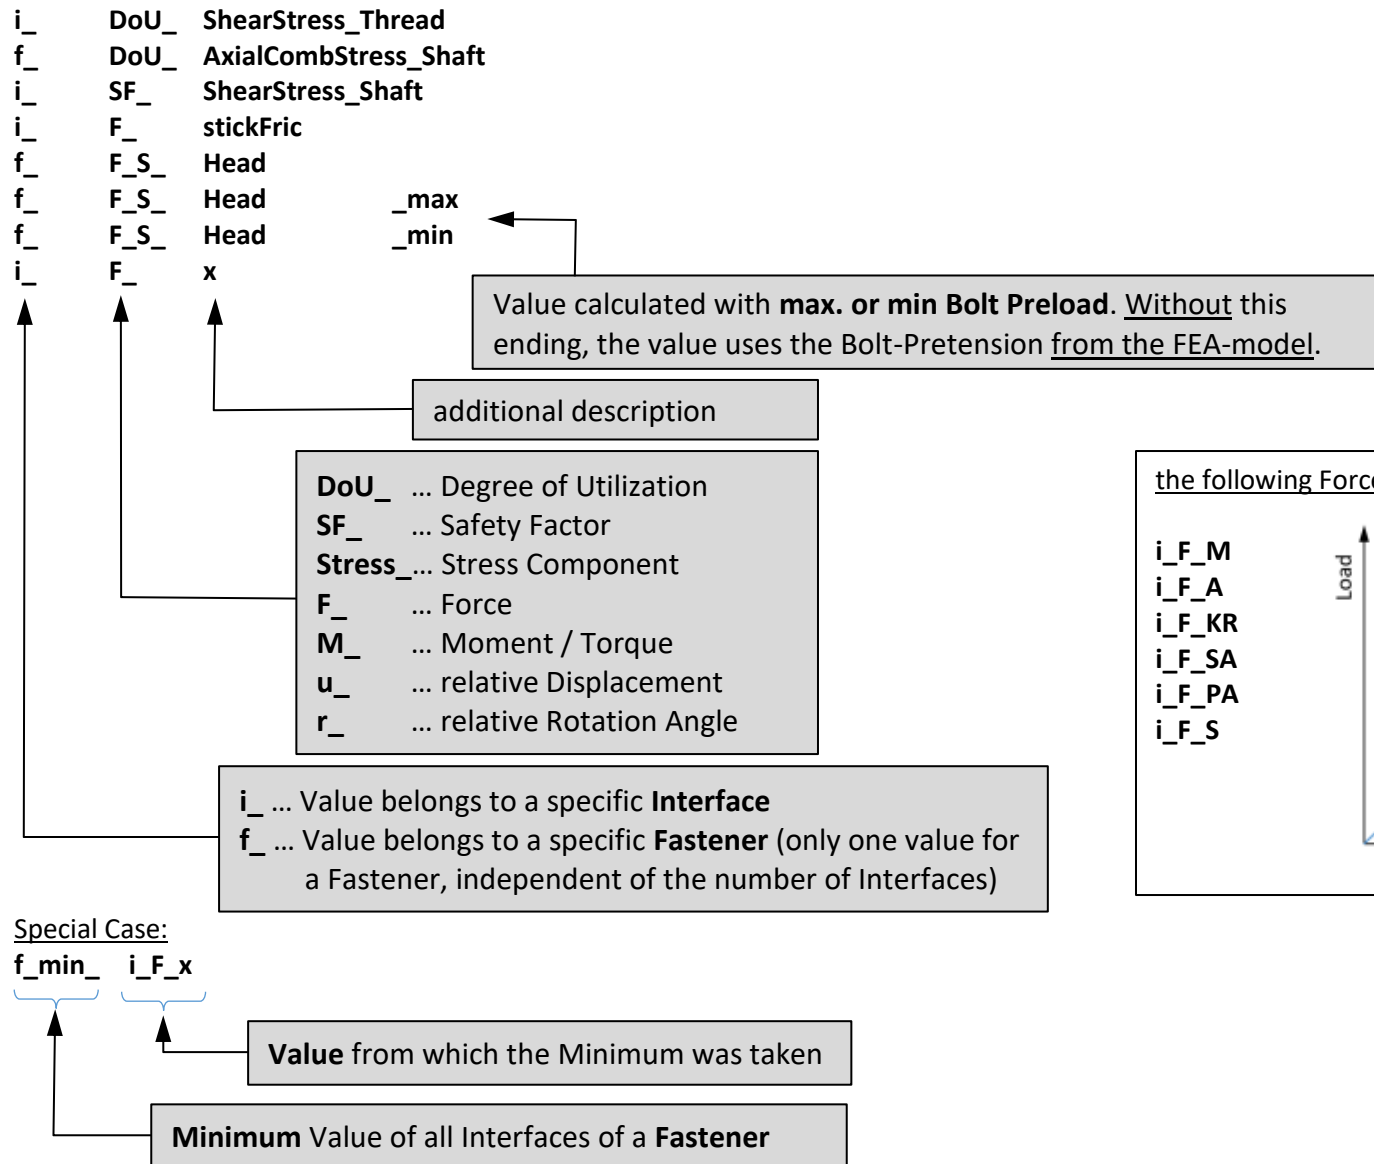 i_ DoU_ ShearStress_Thread
f_ DoU_ AxialCombStress_Shaft
i_ SF_ ShearStress_Shaft
i_ F_ stickFric
f_ F_S_ Head
f_ F_S_ Head _max
f_ F_S_ Head _min
i_ F_ x
Value calculated with max. or min Bolt Preload. Without this
ending, the value uses the Bolt-Pretension from the FEA-model.
additional description
DoU_ ... Degree of Utilization
SF_ ... Safety Factor
Stress_... Stress Component
F_ ... Force
M_ ... Moment / Torque
u_ ... relative Displacement
r_ ... relative Rotation Angle
i_ ... Value belongs to a specific Interface
f_ ... Value belongs to a specific Fastener (only one value for
a Fastener, independent of the number of Interfaces)
the following Forc
i_F_M
i_F_A
i_F_KR
i_F_SA
i_F_PA
i_F_S
Load
Special Case:
f_min_ i_F_x
Value from which the Minimum was taken
Minimum Value of all Interfaces of a Fastener